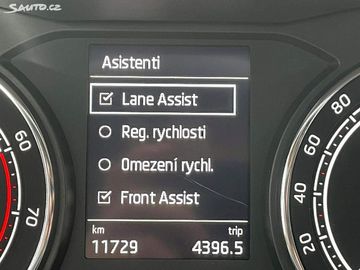 Sauto.cz
Asistenti
Lane Assist
Reg. rychlosti
Omezení rychl.
Front Assist
km trip
11729 4396.5
60
70
80
60
40
20